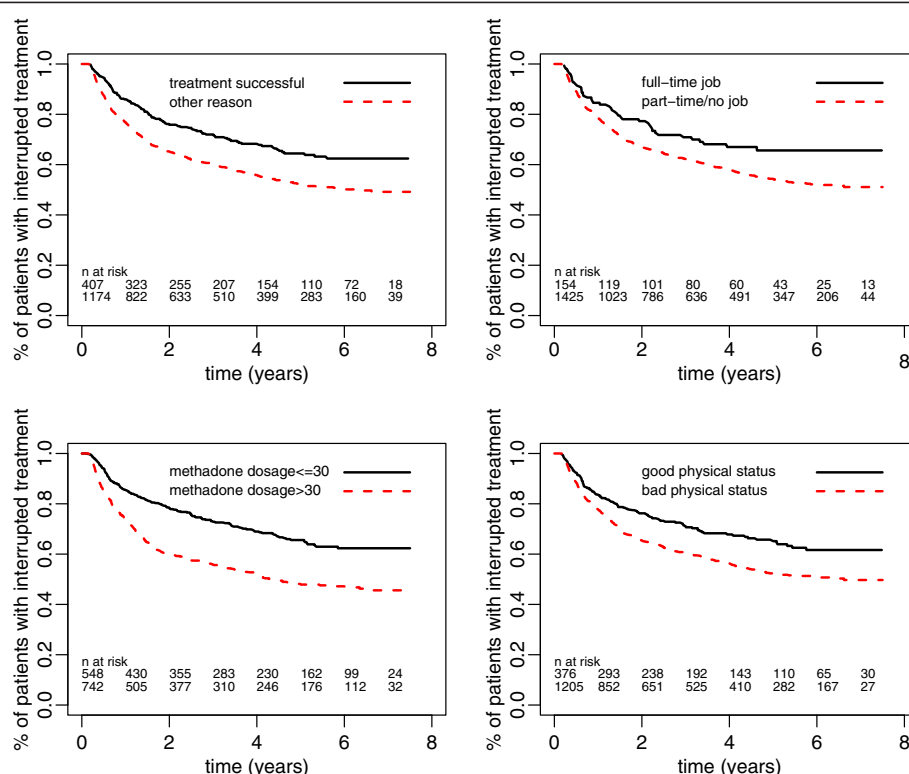 % of patients with interrupted treatment
1.0
0.8
0.6
0.4
0.2
0.0
treatment successful
other reason
n at risk
407 323 255 207 154 110 72 18
1174 822 633 510 399 283 160 39
0 2 4 6 8
time (years)
% of patients with interrupted treatment
1.0
0.8
0.6
0.4
0.2
0.0
full-time job
part-time/no job
n at risk
154 119 101 80 60 43 25 13
1425 1023 786 636 491 347 206 44
0 2 4 6 8
time (years)
% of patients with interrupted treatment
1.0
0.8
0.6
0.4
0.2
0.0
methadone dosage<=30
methadone dosage>30
n at risk
548 430 355 283 230 162 99 24
742 505 377 310 246 176 112 32
0 2 4 6 8
time (years)
% of patients with interrupted treatment
1.0
0.8
0.6
0.4
0.2
0.0
good physical status
bad physical status
n at risk
376 293 238 192 143 110 65 30
1205 852 651 525 410 282 167 27
0 2 4 6 8
time (years)